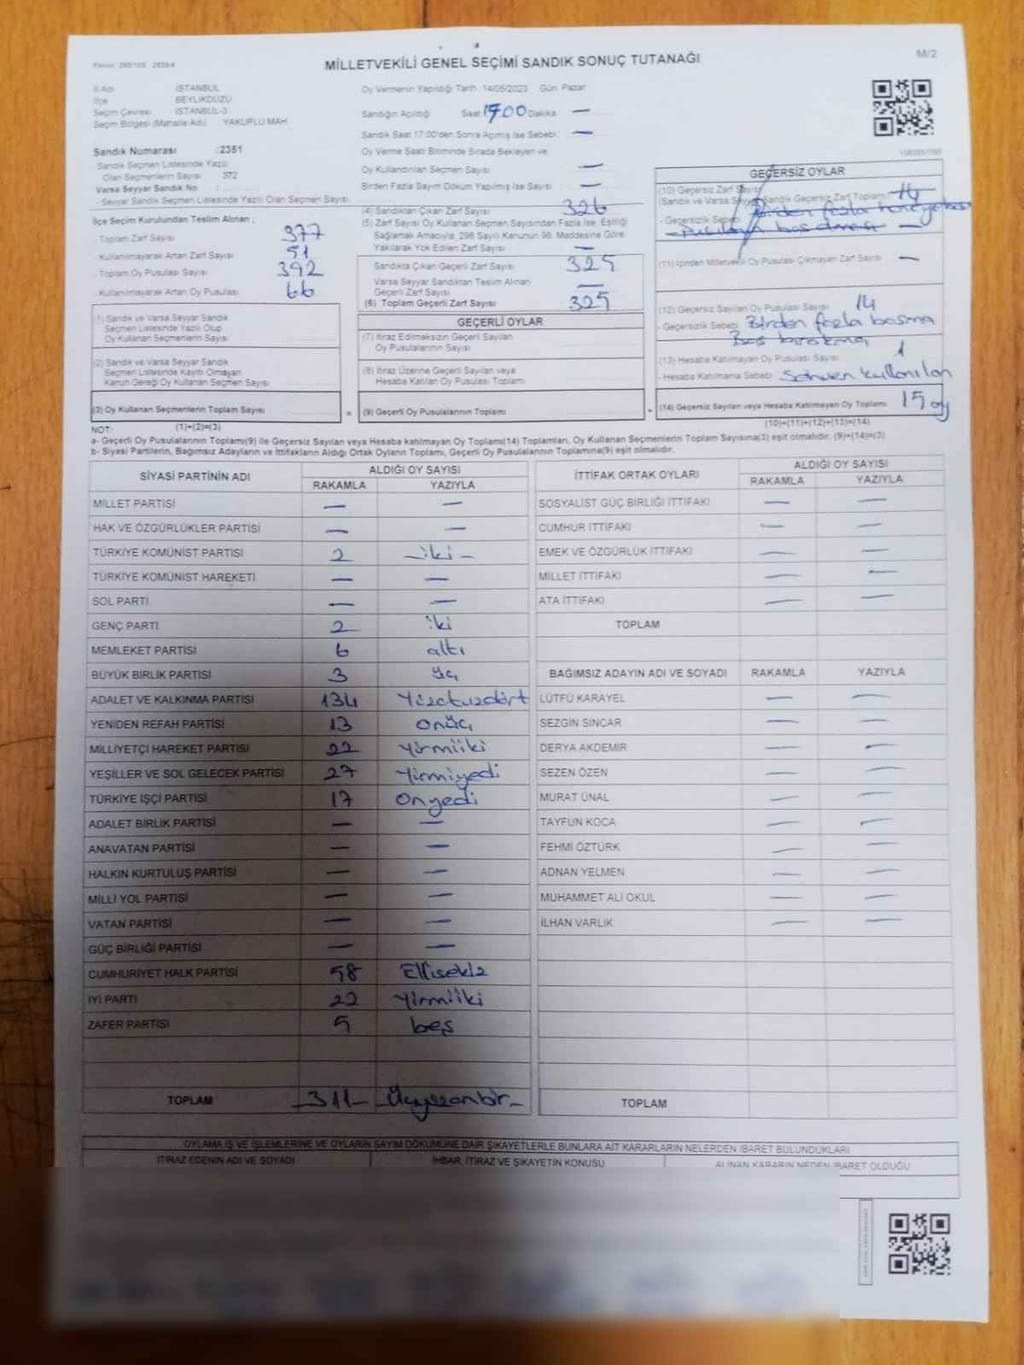 MİLLETVEKİLİ GENEL SEÇİMİ SANDIK SONUÇ TUTANAĞI
M/2
İl Adı İSTANBUL
İlçe BEYLİKDÜZÜ
Seçim Çevresi İSTANBUL-3
Seçim Bölgesi (Mahalle Adı) YAKUPLU MAH.
Sandık Numarası :2351
Sandık Seçmen Listesinde Yazılı
Olan Seçmenlerin Sayısı 372
Varsa Seyyar Sandık No
- Seyyar Sandık Seçmen Listesinde Yazılı Olan Seçmen Sayısı
İlçe Seçim Kurulundan Teslim Alınan ;
- Toplam Zarf Sayısı 377
- Kullanılmayarak Artan Zarf Sayısı 51
- Toplam Oy Pusulası Sayısı 392
- Kullanılmayarak Artan Oy Pusulası 66
(1) Sandık ve Varsa Seyyar Sandık
Seçmen Listesinde Yazılı Olup
Oy Kullanan Seçmenlerin Sayısı
(2) Sandık ve Varsa Seyyar Sandık
Seçmen Listesinde Kayıtlı Olmayan
Kanun Gereği Oy Kullanan Seçmen Sayısı
(3) Oy Kullanan Seçmenlerin Toplam Sayısı
=
Oy Vermenin Yapıldığı Tarih :14/05/2023 Gün: Pazar
Sandığın Açıldığı Saat 1700 Dakika —
Sandık Saat 17:00'den Sonra Açılmış İse Sebebi: —
Oy Verme Saati Bitiminde Sırada Bekleyen ve
Oy Kullandırılan Seçmen Sayısı —
Birden Fazla Sayım Döküm Yapılmış İse Sayısı —
(4) Sandıktan Çıkan Zarf Sayısı 326
(5) Zarf Sayısı Oy Kullanan Seçmen Sayısından Fazla İse, Eşitliği
Sağlamak Amacıyla, 298 Sayılı Kanunun 98. Maddesine Göre
Yakılarak Yok Edilen Zarf Sayısı —
Sandıkta Çıkan Geçerli Zarf Sayısı 325
Varsa Seyyar Sandıktan Teslim Alınan
Geçerli Zarf Sayısı
(6) Toplam Geçerli Zarf Sayısı 325
GEÇERLİ OYLAR
(7) İtiraz Edilmeksizin Geçerli Sayılan
Oy Pusulalarının Sayısı
(8) İtiraz Üzerine Geçerli Sayılan veya
Hesaba Katılan Oy Pusulası Toplamı
(9) Geçerli Oy Pusulalarının Toplamı
+
GEÇERSİZ OYLAR
(10) Geçersiz Zarf Sayısı
(Sandık ve Varsa Seyyar Sandık Geçersiz Zarf Toplamı) 14
- Geçersizlik Sebebi Birden fazla
Pusulaya basılması —
(11) İçinden Milletvekili Oy Pusulası Çıkmayan Zarf Sayısı —
(12) Geçersiz Sayılan Oy Pusulası Sayısı 14
- Geçersizlik Sebebi Birden fazla basma
Boş bırakma
(13) Hesaba Katılmayan Oy Pusulası Sayısı 1
- Hesaba Katılmama Sebebi Sehven kullanılan
(14) Geçersiz Sayılan veya Hesaba Katılmayan Oy Toplamı 15 oy
NOT: (1)+(2)=(3)
(10)+(11)+(12)+(13)=(14)
a- Geçerli Oy Pusulalarının Toplamı(9) ile Geçersiz Sayılan veya Hesaba katılmayan Oy Toplamı(14) Toplamları, Oy Kullanan Seçmenlerin Toplam Sayısına(3) eşit olmalıdır. (9)+(14)=(3)
b- Siyasi Partilerin, Bağımsız Adayların ve İttifakların Aldığı Ortak Oyların Toplamı, Geçerli Oy Pusulalarının Toplamına(9) eşit olmalıdır.
SİYASİ PARTİNİN ADI ALDIĞI OY SAYISI
RAKAMLA YAZIYLA
MİLLET PARTİSİ — —
HAK VE ÖZGÜRLÜKLER PARTİSİ — —
TÜRKİYE KOMÜNİST PARTİSİ 2 -iki-
TÜRKİYE KOMÜNİST HAREKETİ — —
SOL PARTİ — —
GENÇ PARTİ 2 iki
MEMLEKET PARTİSİ 6 altı
BÜYÜK BİRLİK PARTİSİ 3 üç
ADALET VE KALKINMA PARTİSİ 134 Yüzotuzdört
YENİDEN REFAH PARTİSİ 13 onüç
MİLLİYETÇİ HAREKET PARTİSİ 22 Yirmiiki
YEŞİLLER VE SOL GELECEK PARTİSİ 27 Yirmiyedi
TÜRKİYE İŞÇİ PARTİSİ 17 Onyedi
ADALET BİRLİK PARTİSİ — —
ANAVATAN PARTİSİ — —
HALKIN KURTULUŞ PARTİSİ — —
MİLLİ YOL PARTİSİ — —
VATAN PARTİSİ — —
GÜÇ BİRLİĞİ PARTİSİ — —
CUMHURİYET HALK PARTİSİ 58 Ellisekiz
İYİ PARTİ 22 Yirmiiki
ZAFER PARTİSİ 5 beş
TOPLAM -311- -Üçyüzonbir-
İTTİFAK ORTAK OYLARI ALDIĞI OY SAYISI
RAKAMLA YAZIYLA
SOSYALİST GÜÇ BİRLİĞİ İTTİFAKI — —
CUMHUR İTTİFAKI — —
EMEK VE ÖZGÜRLÜK İTTİFAKI — —
MİLLET İTTİFAKI — —
ATA İTTİFAKI — —
TOPLAM
BAĞIMSIZ ADAYIN ADI VE SOYADI RAKAMLA YAZIYLA
LÜTFÜ KARAYEL — —
SEZGİN SİNCAR — —
DERYA AKDEMİR — —
SEZEN ÖZEN — —
MURAT ÜNAL — —
TAYFUN KOCA — —
FEHMİ ÖZTÜRK — —
ADNAN YELMEN — —
MUHAMMET ALİ OKUL — —
İLHAN VARLIK — —
TOPLAM
OYLAMA İŞ VE İŞLEMLERİNE VE OYLARIN SAYIM DÖKÜMÜNE DAİR ŞİKAYETLERLE BUNLARA AİT KARARLARIN NELERDEN İBARET BULUNDUKLARI
İTİRAZ EDENİN ADI VE SOYADI İHBAR, İTİRAZ VE ŞİKAYETİN KONUSU ALINAN KARARIN NEDEN İBARET OLDUĞU